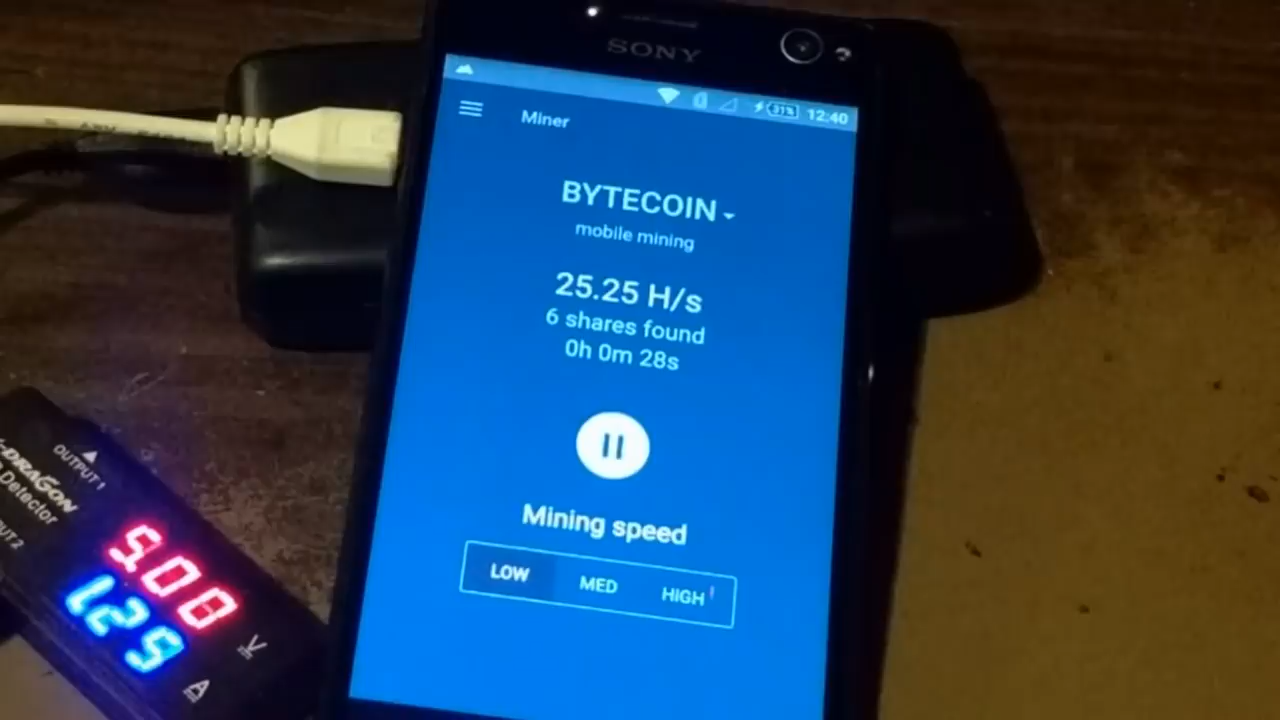 SONY
31%
12:40
Miner
BYTECOIN
mobile mining
25.25 H/s
6 shares found
0h 0m 28s
Mining speed
LOW
MED
HIGH!
OUTPUT 1
DRAGON
Detector
5.00
V
1.29
A